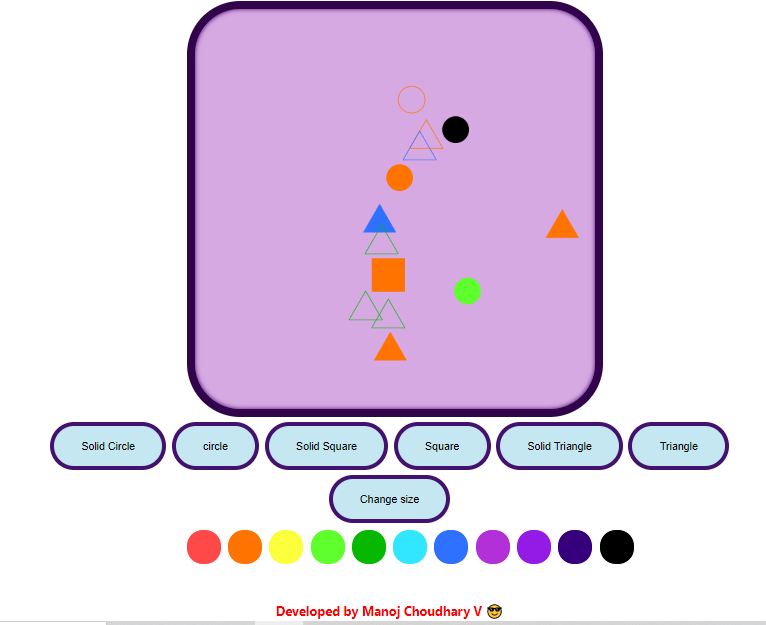 Solid Circle circle Solid Square Square Solid Triangle Triangle
Change size
Developed by Manoj Choudhary V 😎